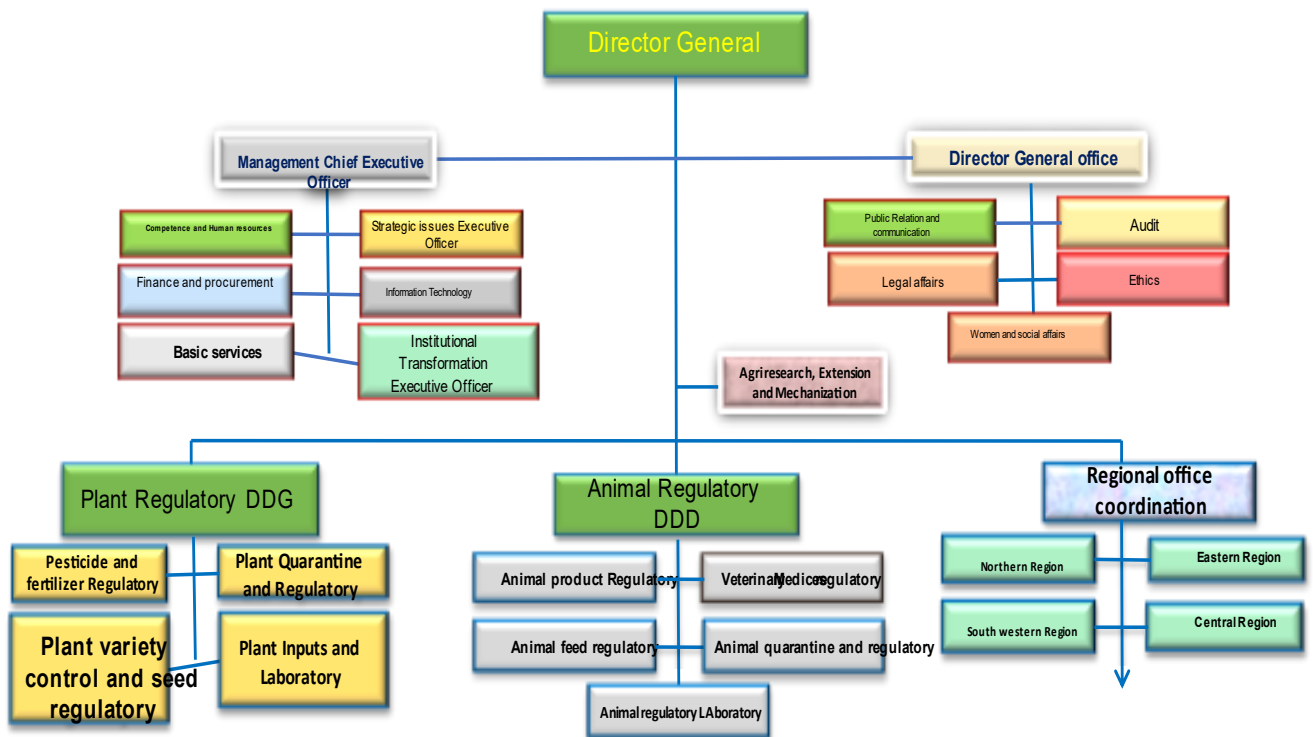 Director General
Management Chief Executive
Officer
Director General office
Competence and Human resources
Strategic issues Executive
Officer
Finance and procurement
Information Technology
Basic services
Institutional
Transformation
Executive Officer
Public Relation and
communication
Audit
Legal affairs
Ethics
Women and social affairs
Agriresearch, Extension
and Mechanization
Plant Regulatory DDG
Pesticide and
fertilizer Regulatory
Plant Quarantine
and Regulatory
Plant variety
control and seed
regulatory
Plant Inputs and
Laboratory
Animal Regulatory
DDD
Animal product Regulatory
Veterinary Medices regulatory
Animal feed regulatory
Animal quarantine and regulatory
Animal regulatory LAboratory
Regional office
coordination
Northern Region
Eastern Region
South western Region
Central Region